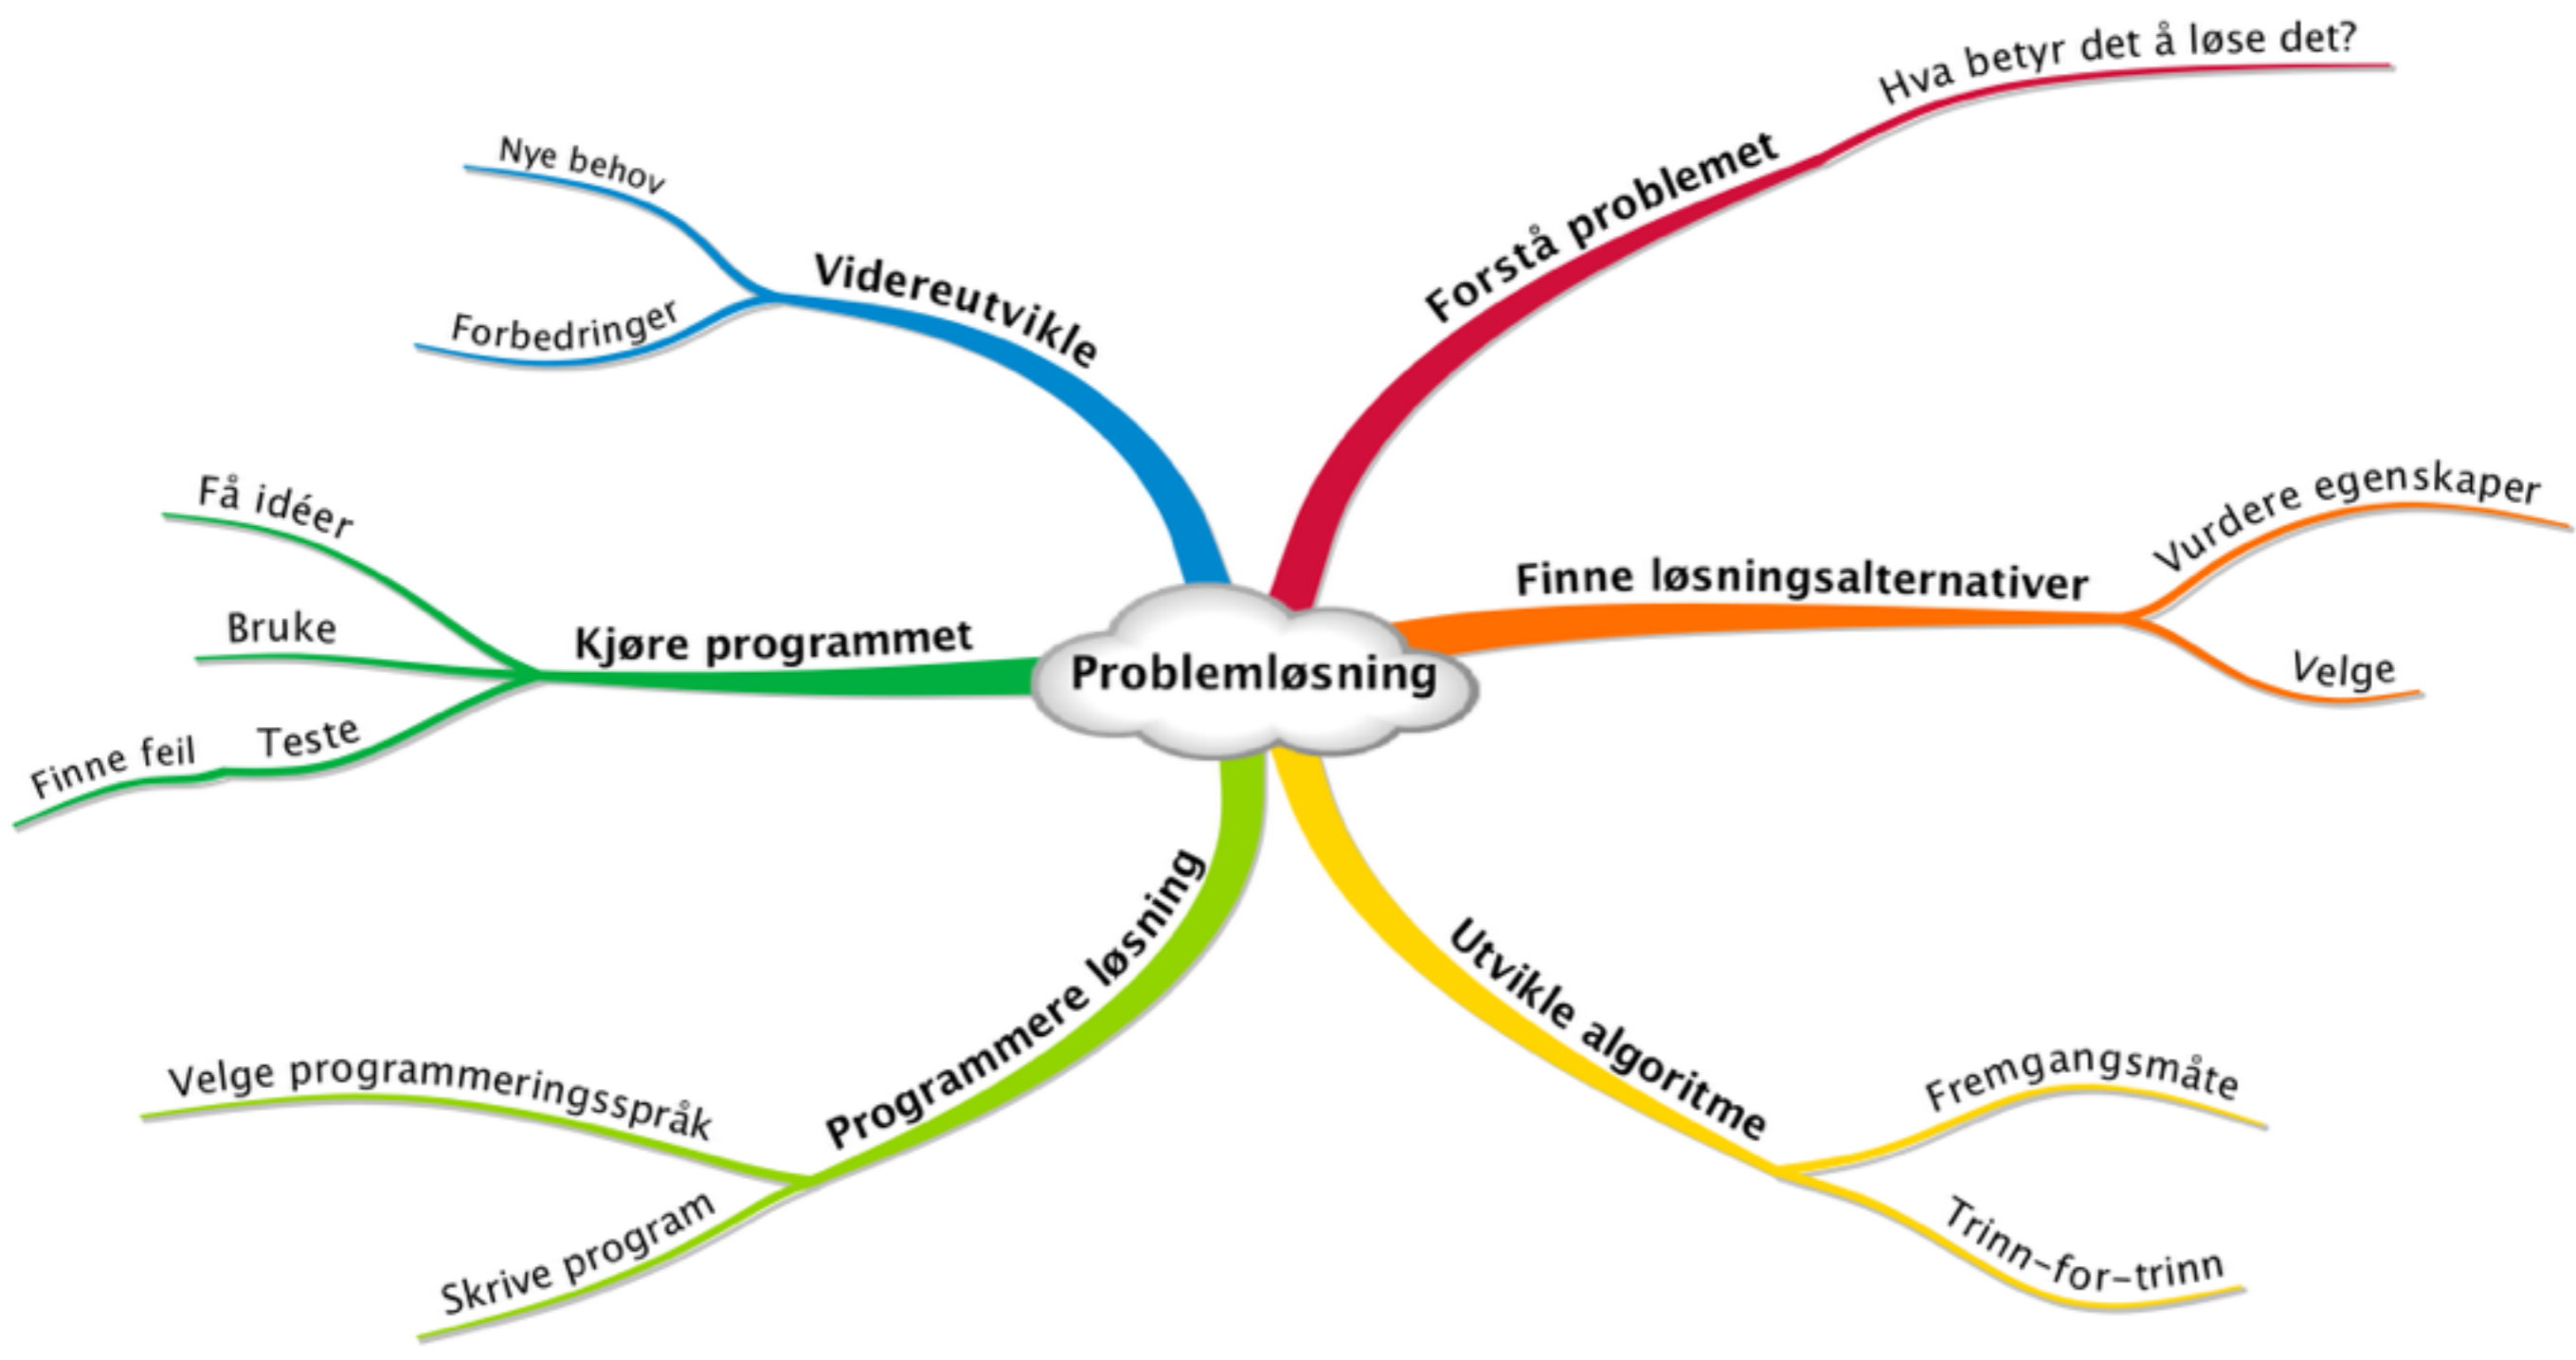 Problemløsning
Forstå problemet
Hva betyr det å løse det?
Finne løsningsalternativer
Vurdere egenskaper
Velge
Utvikle algoritme
Fremgangsmåte
Trinn-for-trinn
Programmere løsning
Velge programmeringsspråk
Skrive program
Kjøre programmet
Få idéer
Bruke
Teste
Finne feil
Videreutvikle
Nye behov
Forbedringer